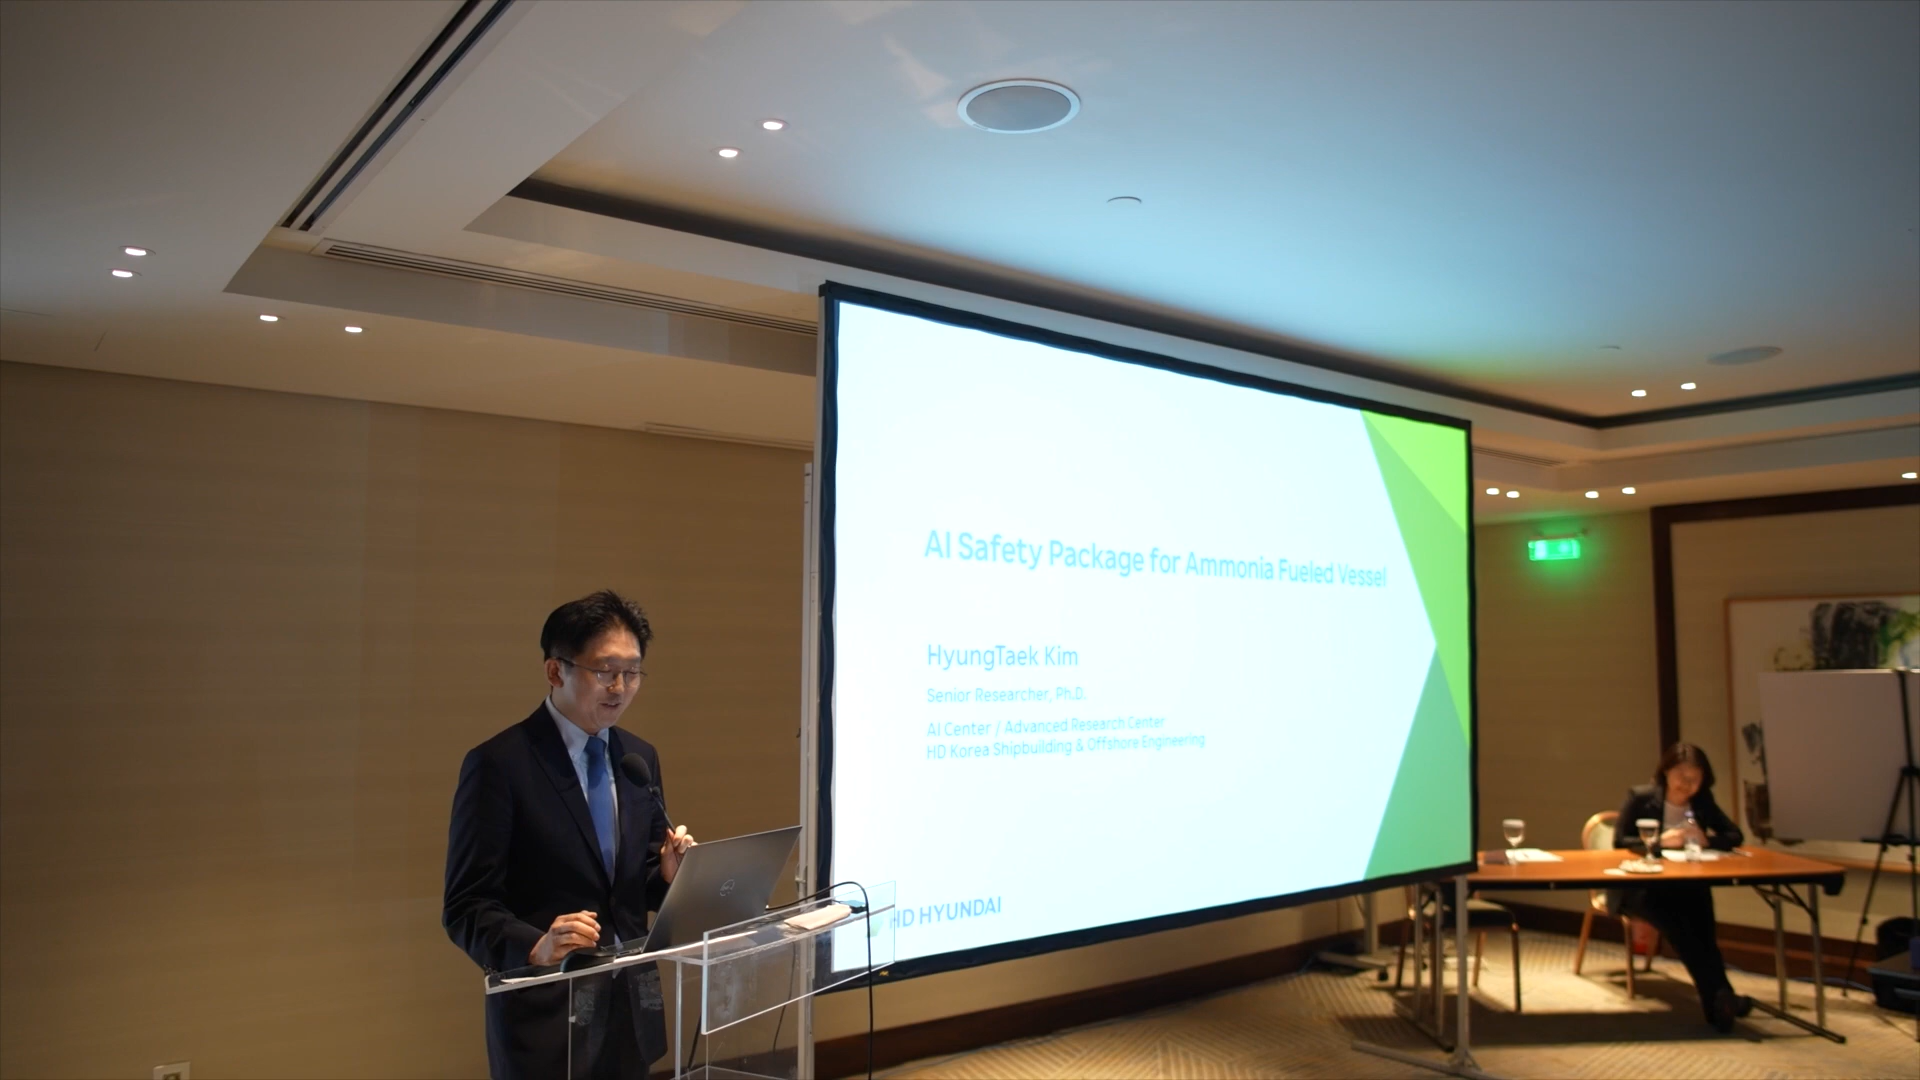 AI Safety Package for Ammonia Fueled Vessel
HyungTaek Kim
Senior Researcher, Ph.D.
AI Center / Advanced Research Center
HD Korea Shipbuilding & Offshore Engineering
HD HYUNDAI
DELL